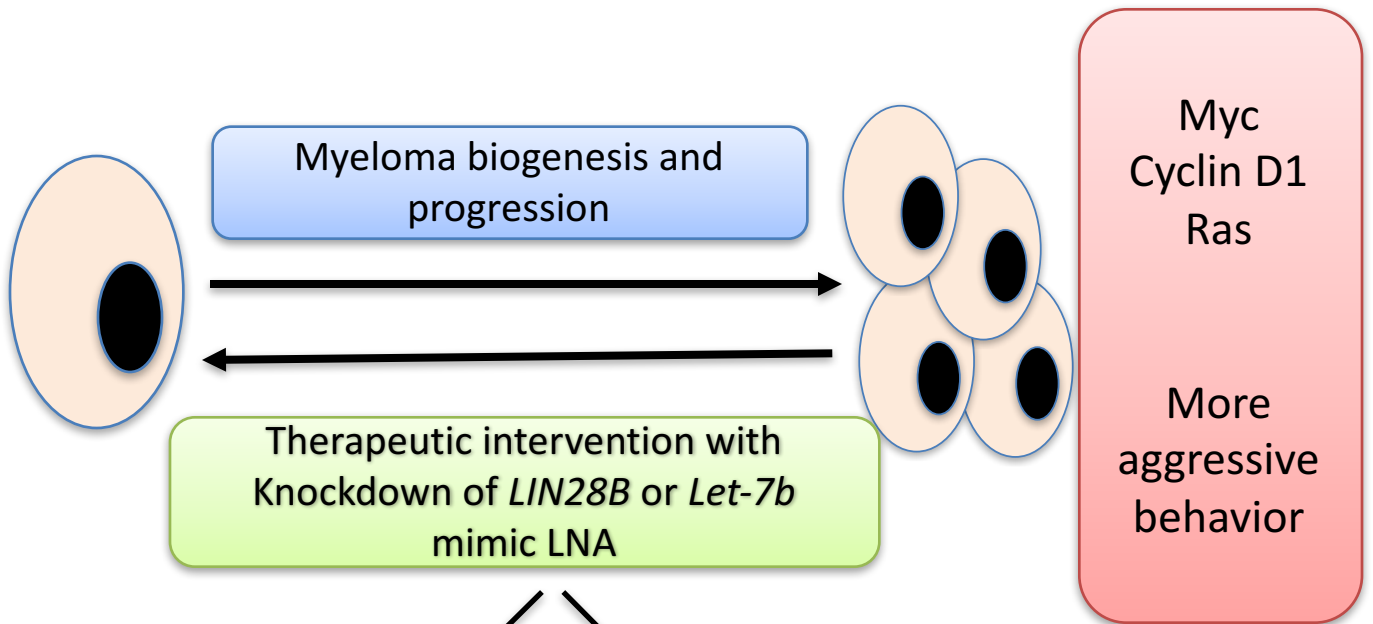 Myeloma biogenesis and
progression
Therapeutic intervention with
Knockdown of LIN28B or Let-7b
mimic LNA
Myc
Cyclin D1
Ras
More
aggressive
behavior